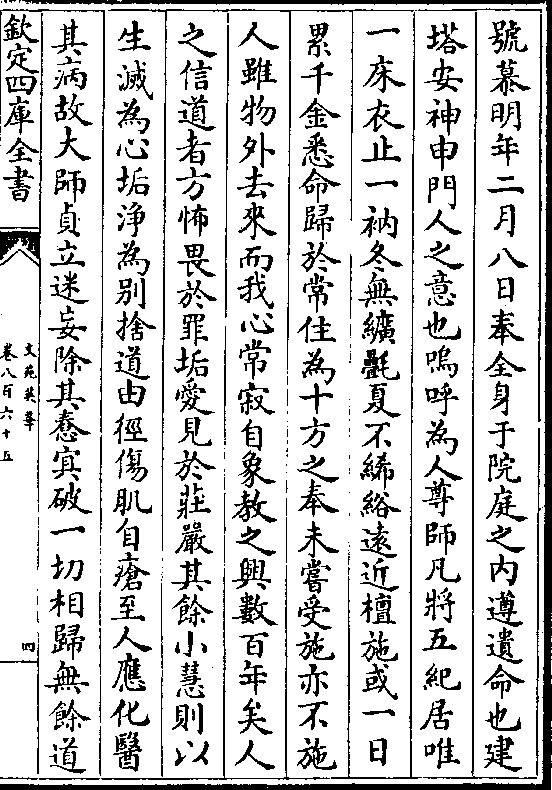 號慕明年二月八日奉全身于院庭之内遵遺命也建
塔安神申門人之意也嗚呼為人尊師凡將五紀居唯
一床衣止一衲冬無纊氎夏不絺綌遠近檀施或一日
累千金悉命歸於常住為十方之奉未嘗受施亦不施
人雖物外去來而我心常寂自象教之興數百年矣人
之信道者方怖畏於罪垢愛見於莊嚴其餘小慧則以
生滅為心垢淨為別捨道由徑傷肌自瘡至人應化醫
其病故大師貞立迷妄除其惷寘破一切相歸無餘道
欽定四庫全書
文苑英華
卷八百六十五
四